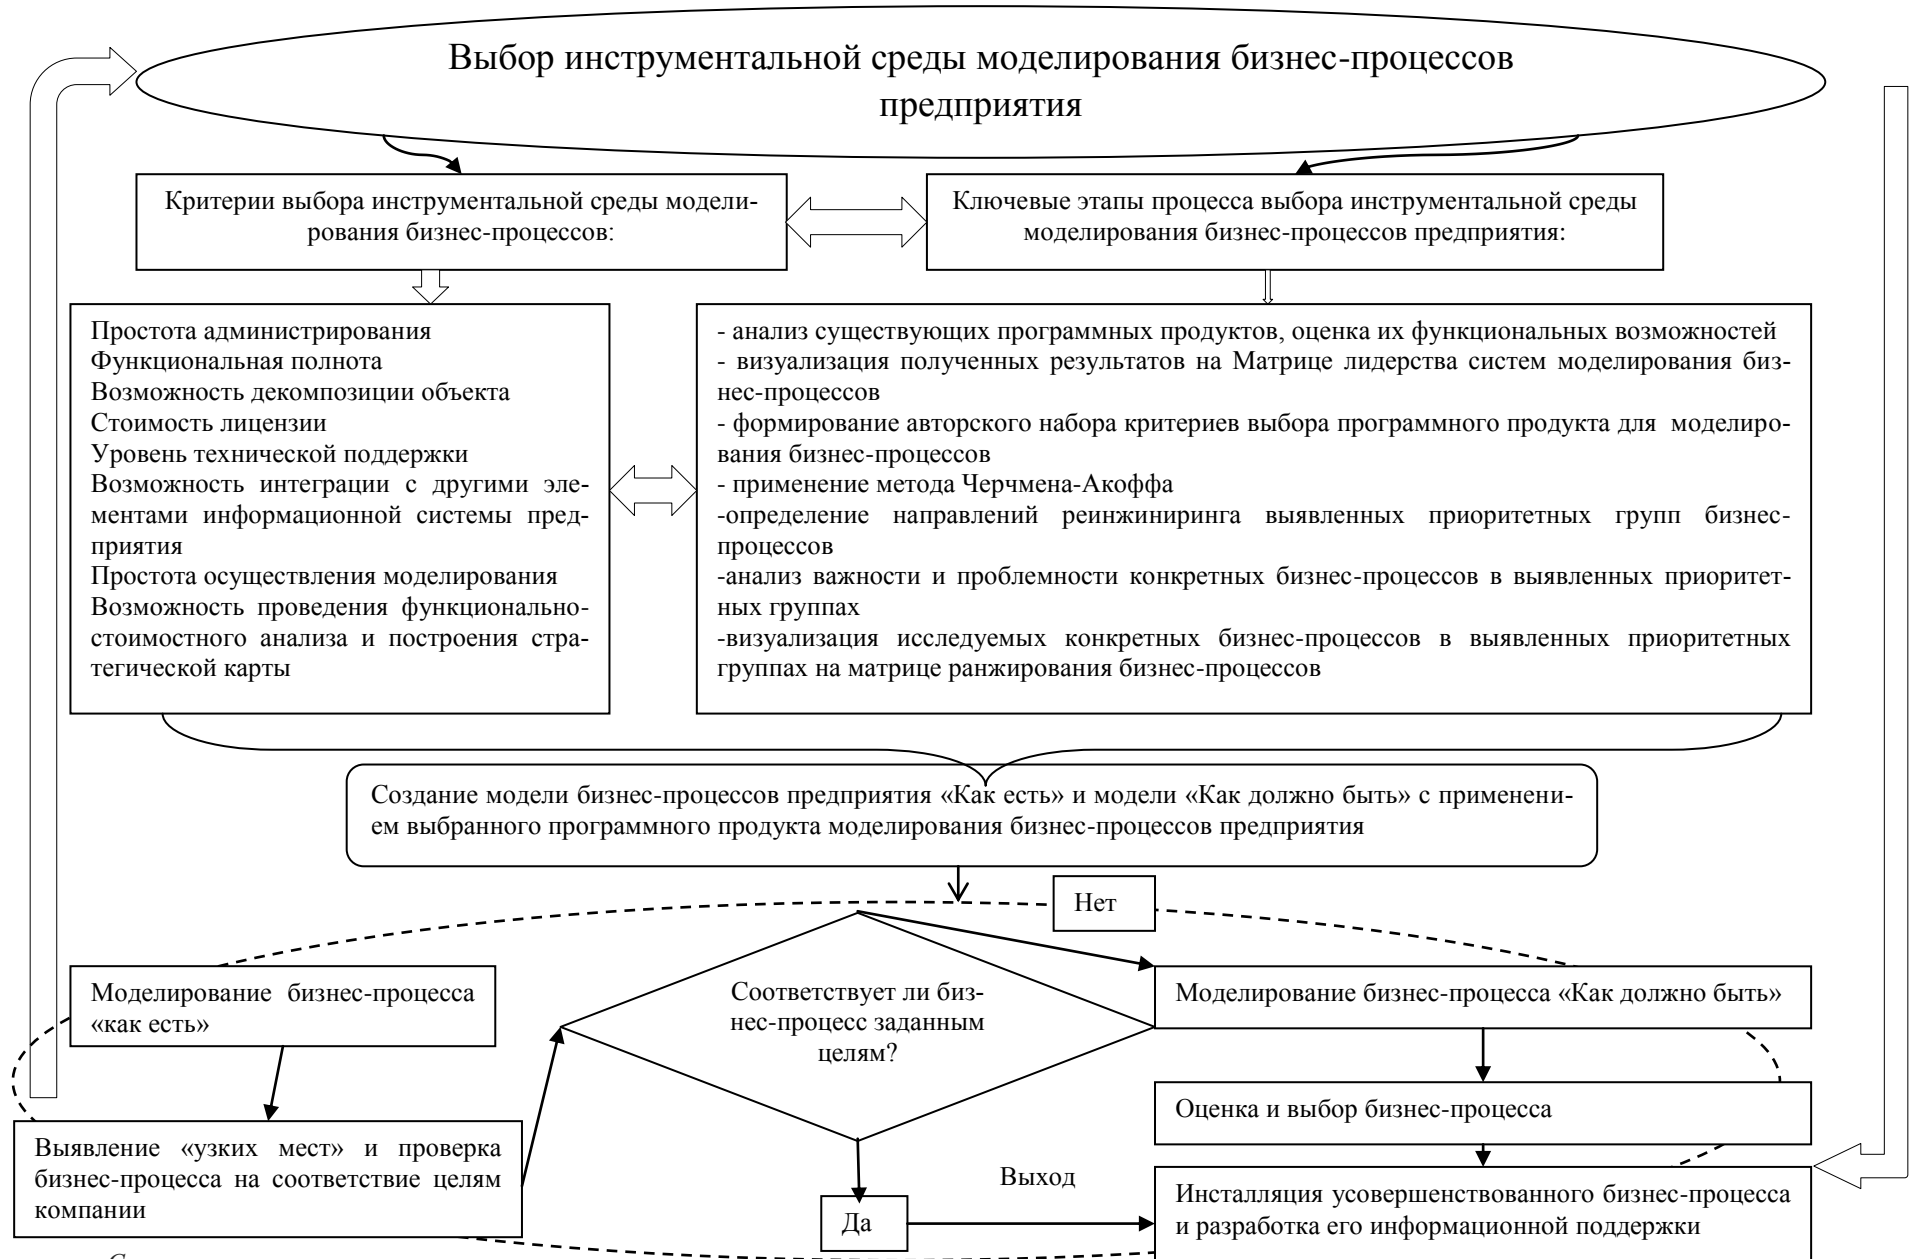 Выбор инструментальной среды моделирования бизнес-процессов
предприятия
Критерии выбора инструментальной среды модели-
рования бизнес-процессов:
Ключевые этапы процесса выбора инструментальной среды
моделирования бизнес-процессов предприятия:
Простота администрирования
Функциональная полнота
Возможность декомпозиции объекта
Стоимость лицензии
Уровень технической поддержки
Возможность интеграции с другими эле-
ментами информационной системы пред-
приятия
Простота осуществления моделирования
Возможность проведения функционально-
стоимостного анализа и построения стра-
тегической карты
- анализ существующих программных продуктов, оценка их функциональных возможностей
- визуализация полученных результатов на Матрице лидерства систем моделирования биз-
нес-процессов
- формирование авторского набора критериев выбора программного продукта для моделиро-
вания бизнес-процессов
- применение метода Черчмена-Акоффа
-определение направлений реинжиниринга выявленных приоритетных групп бизнес-
процессов
-анализ важности и проблемности конкретных бизнес-процессов в выявленных приоритет-
ных группах
-визуализация исследуемых конкретных бизнес-процессов в выявленных приоритетных
группах на матрице ранжирования бизнес-процессов
Создание модели бизнес-процессов предприятия «Как есть» и модели «Как должно быть» с применени-
ем выбранного программного продукта моделирования бизнес-процессов предприятия
Нет
Моделирование бизнес-процесса
«как есть»
Соответствует ли биз-
нес-процесс заданным
целям?
Моделирование бизнес-процесса «Как должно быть»
Оценка и выбор бизнес-процесса
Выявление «узких мест» и проверка
бизнес-процесса на соответствие целям
компании
Выход
Да
Инсталляция усовершенствованного бизнес-процесса
и разработка его информационной поддержки